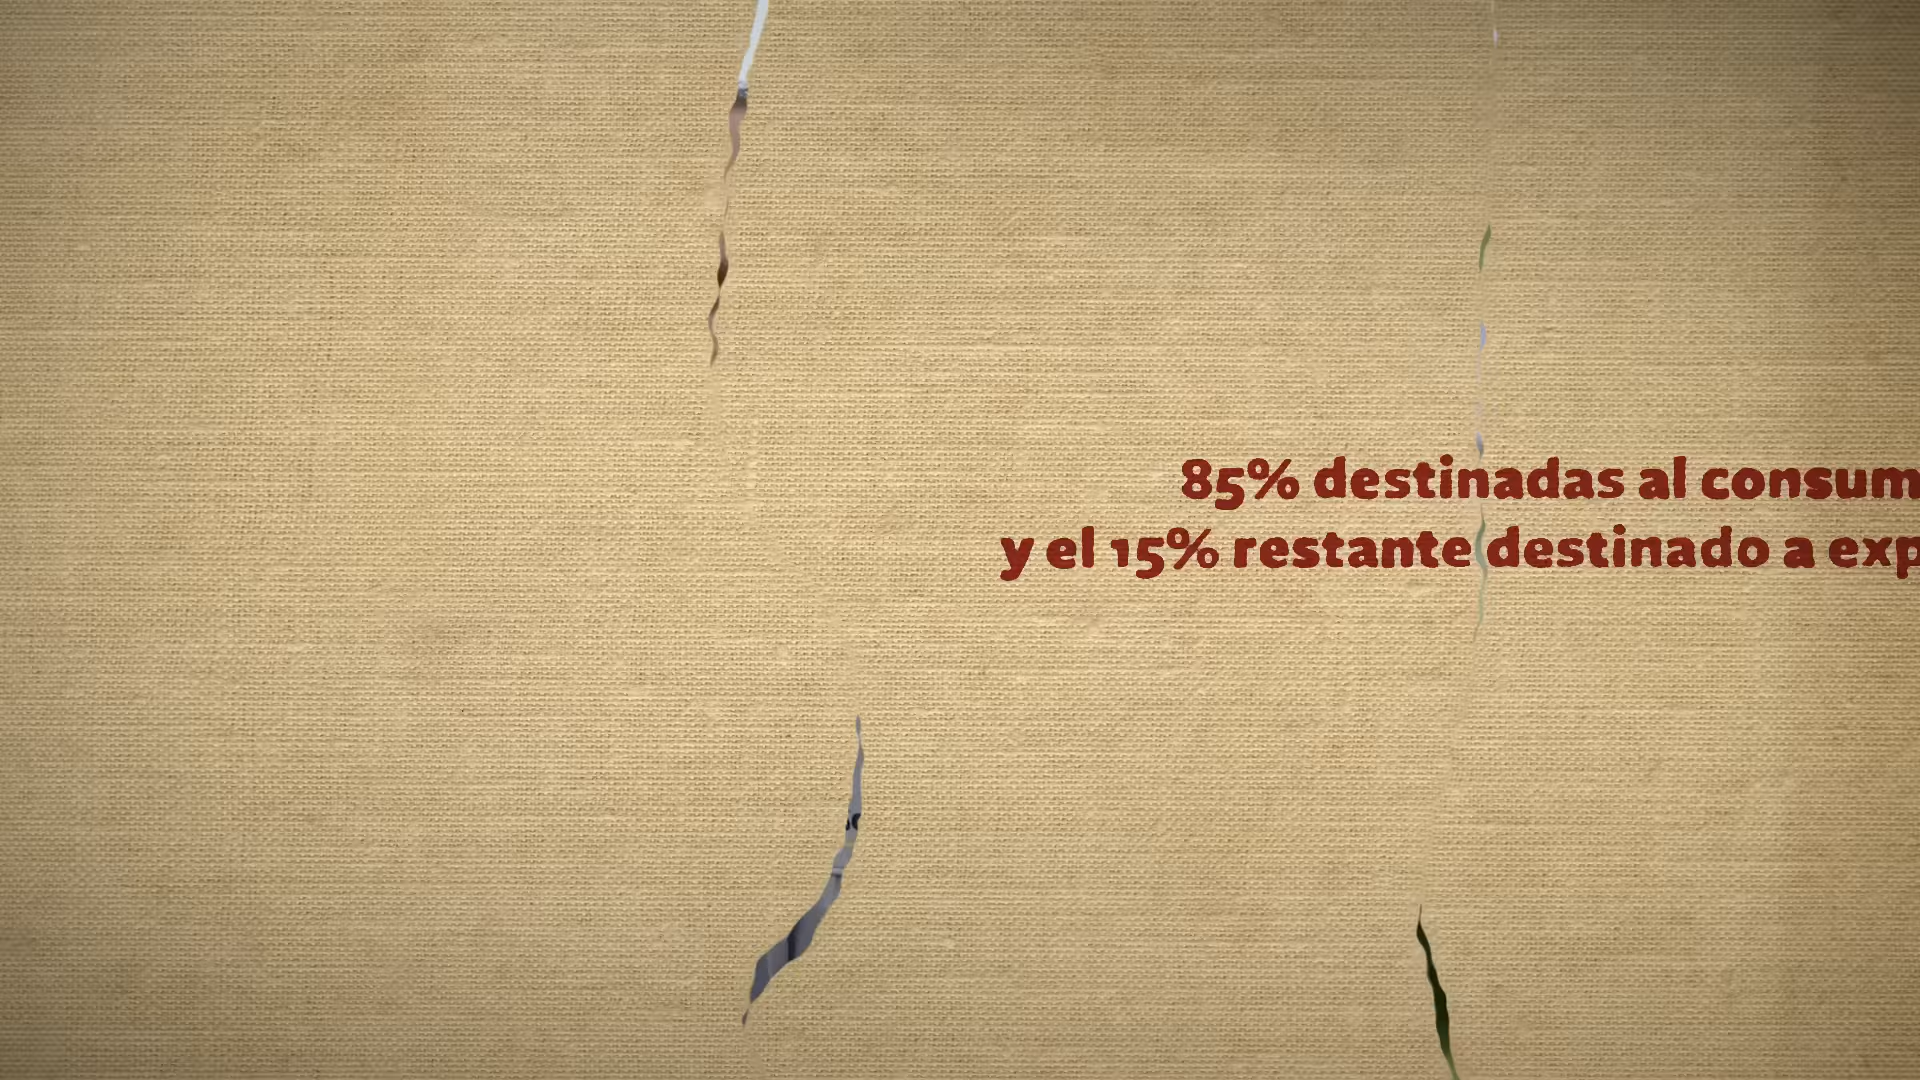 85% destinadas al consum
y el 15% restante destinado a exp